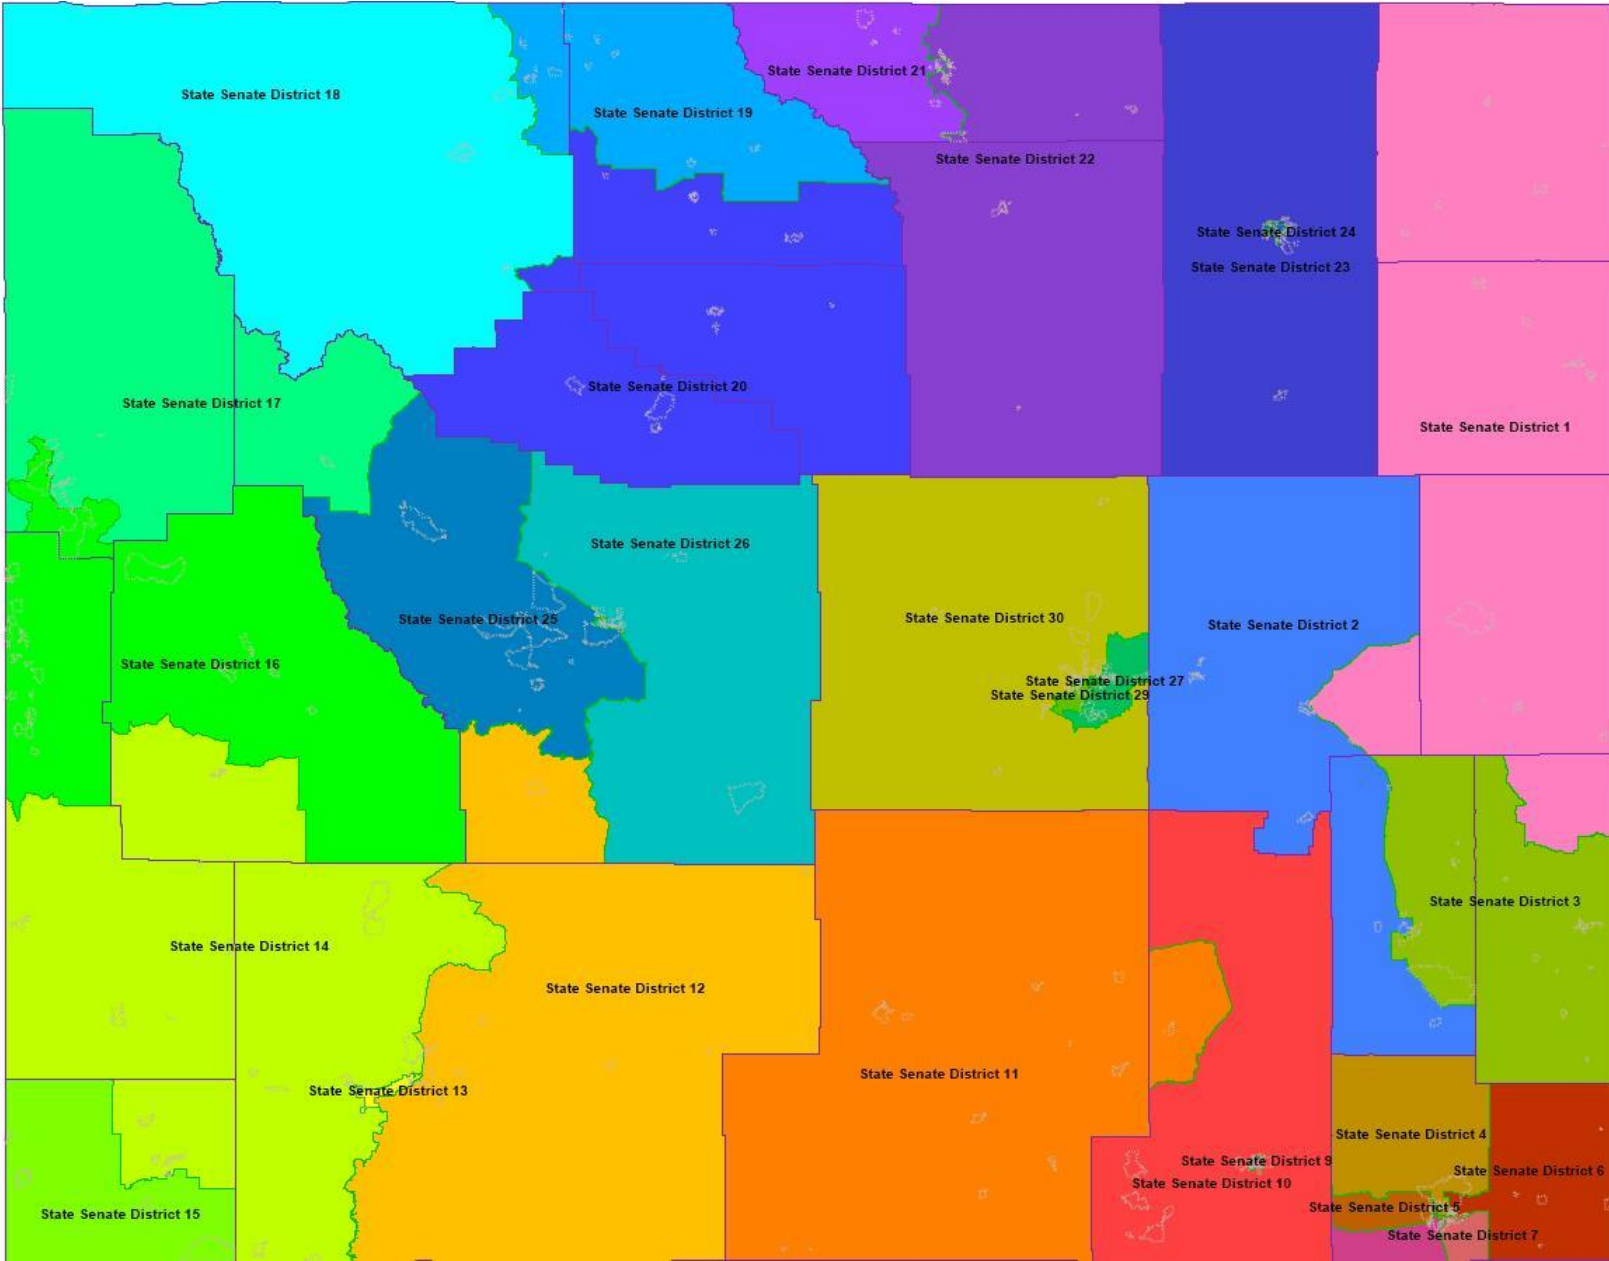 State Senate District 21
State Senate District 18
State Senate District 19
State Senate District 22
State Senate District 24
State Senate District 23
State Senate District 20
State Senate District 17
State Senate District 1
State Senate District 26
State Senate District 25
State Senate District 30
State Senate District 2
State Senate District 16
State Senate District 27
State Senate District 29
State Senate District 3
State Senate District 14
State Senate District 12
State Senate District 11
State Senate District 13
State Senate District 4
State Senate District 9
State Senate District 6
State Senate District 10
State Senate District 5
State Senate District 15
State Senate District 7